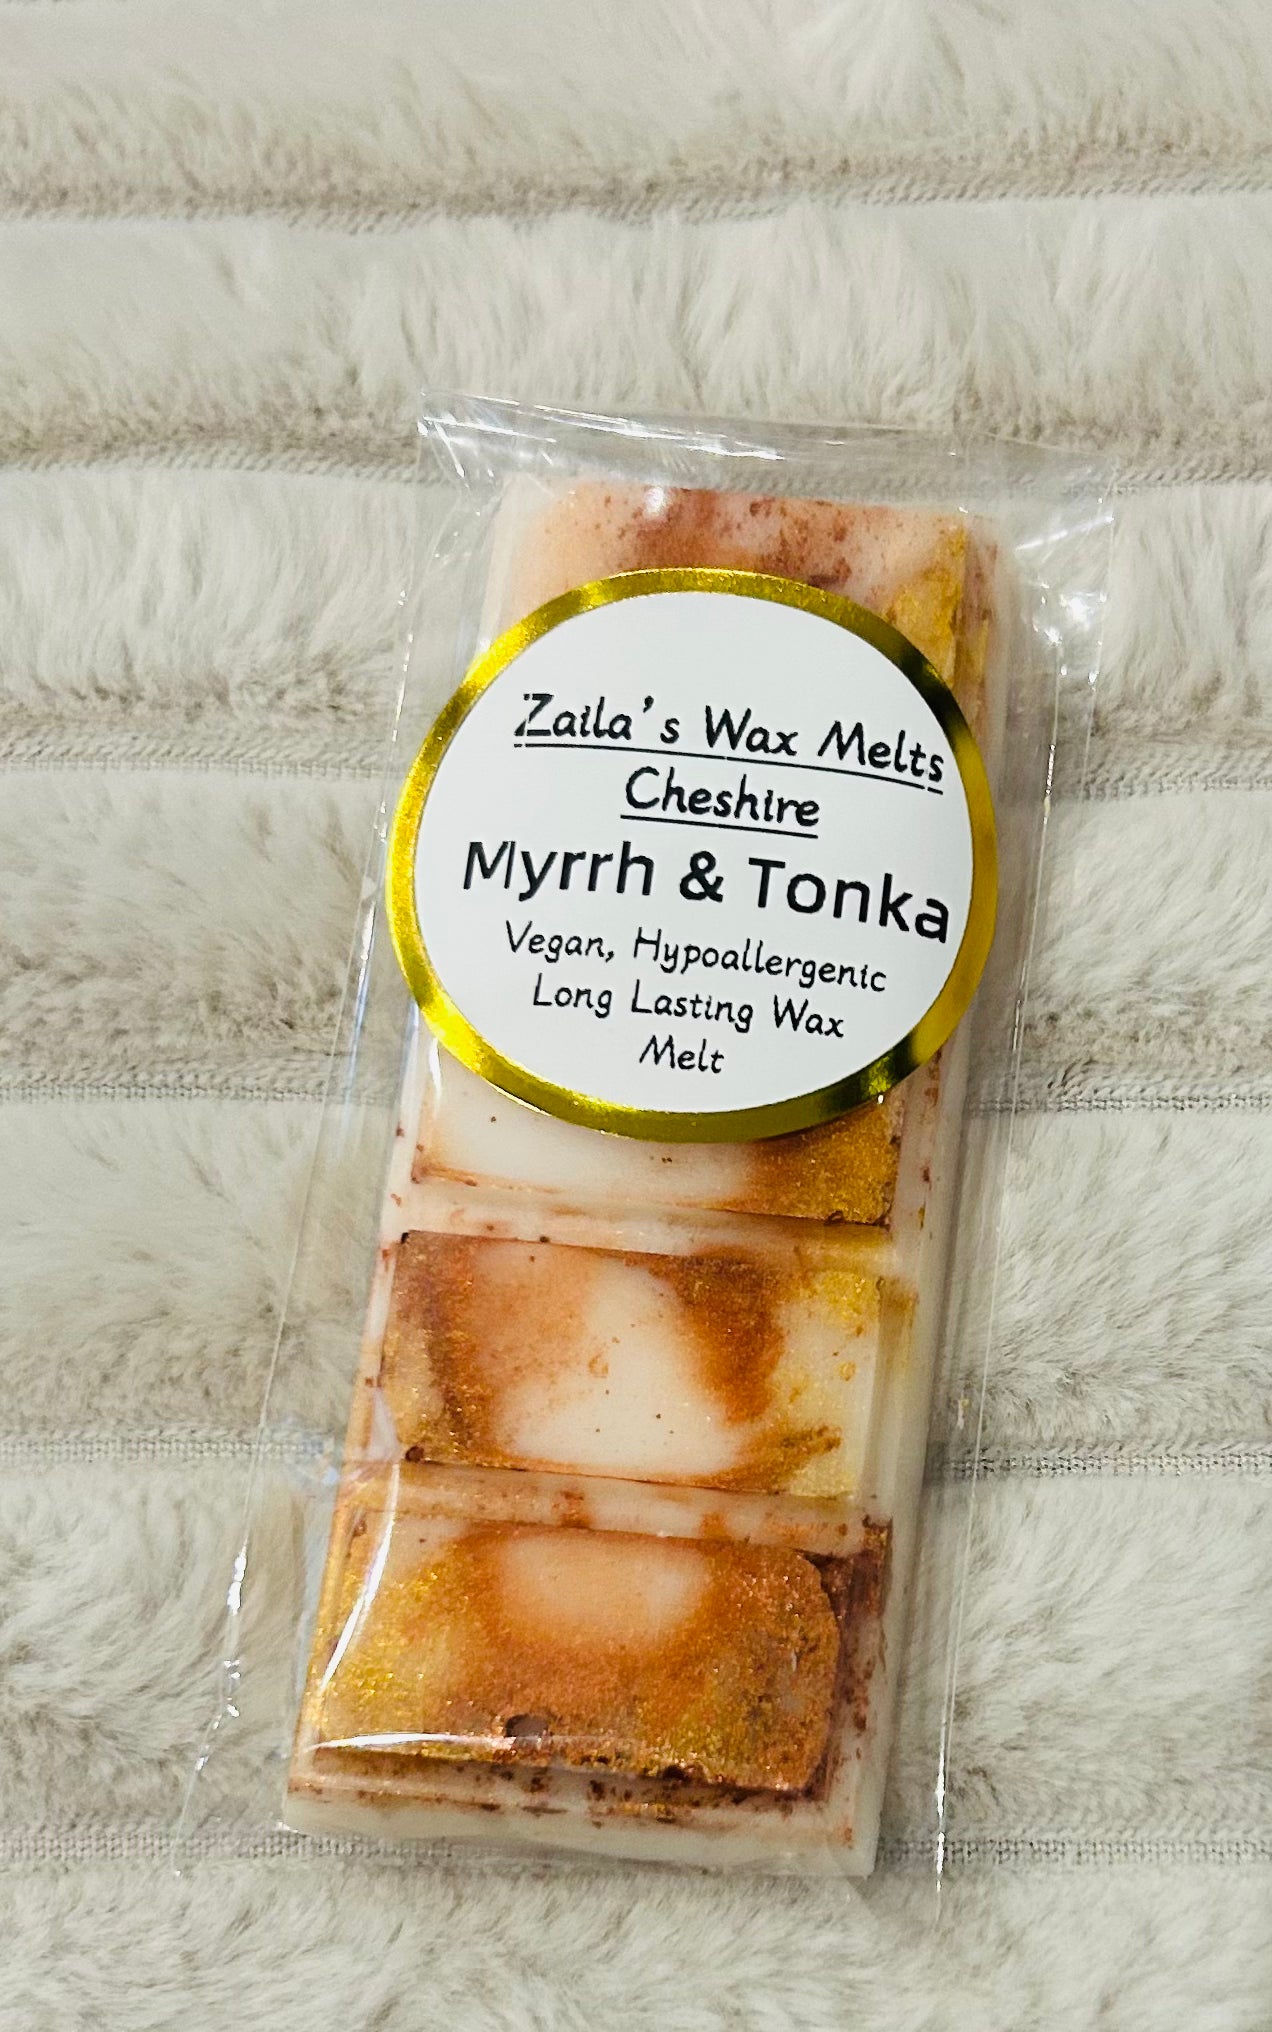 Zaila's Wax Melts
Cheshire
Myrrh & Tonka
Vegan, Hypoallergenic
Long Lasting Wax
Melt